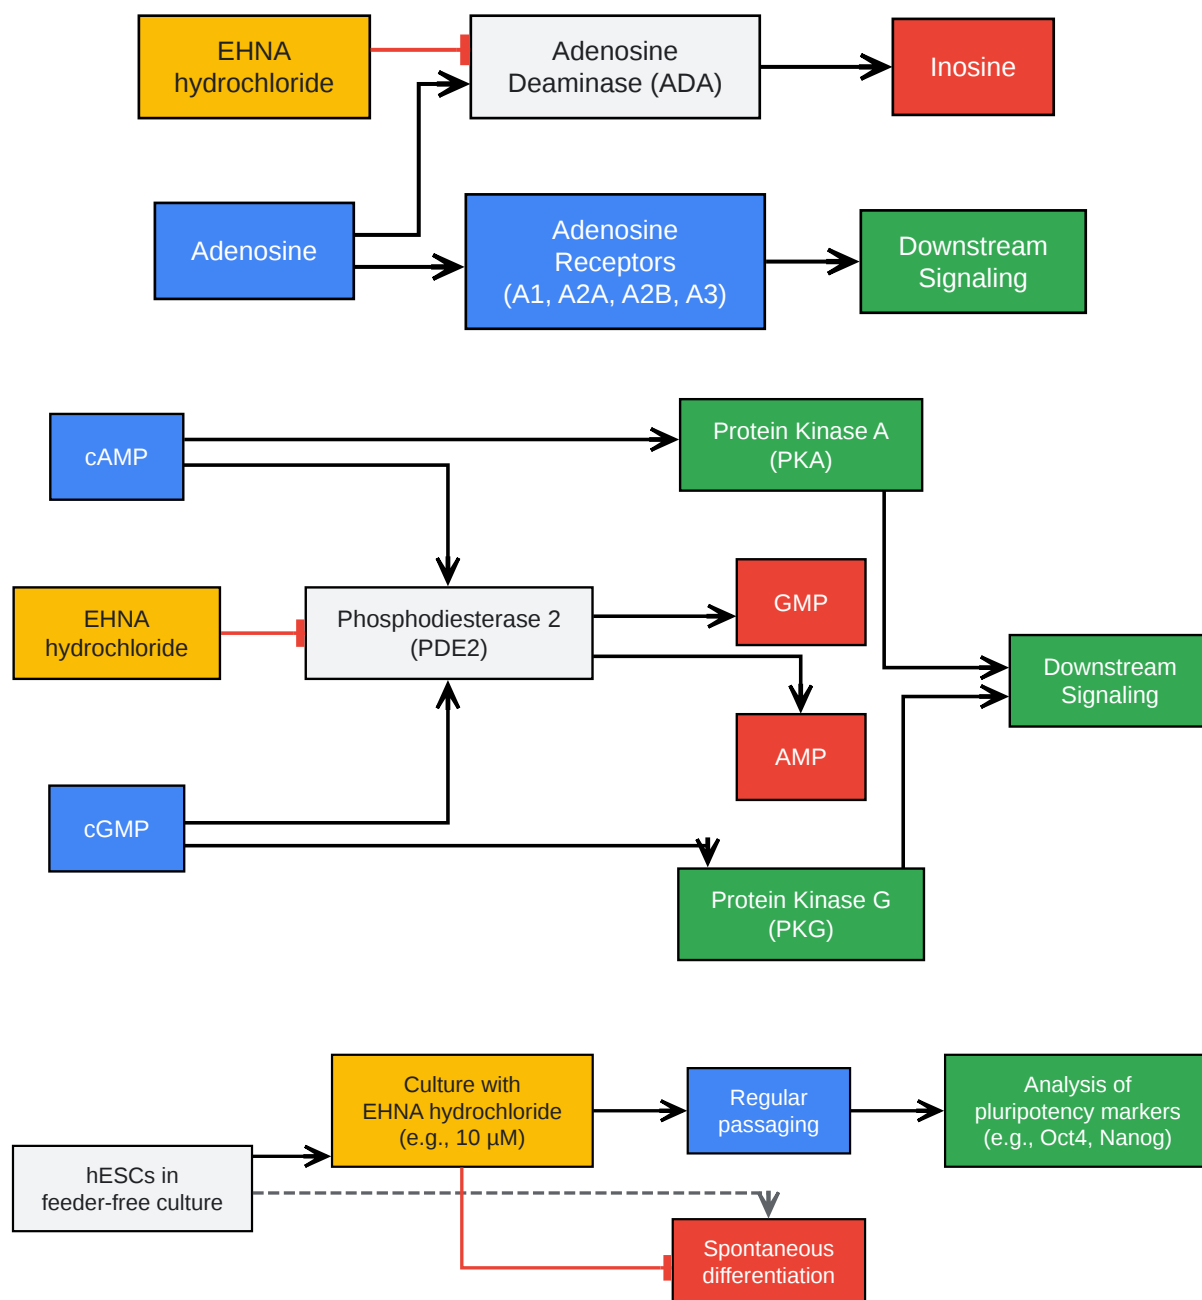 EHNA
hydrochloride
Adenosine
Deaminase (ADA)
Inosine
Adenosine
Adenosine
Receptors
(A1, A2A, A2B, A3)
Downstream
Signaling
cAMP
Protein Kinase A
(PKA)
EHNA
hydrochloride
Phosphodiesterase 2
(PDE2)
GMP
Downstream
Signaling
AMP
cGMP
Protein Kinase G
(PKG)
Culture with
EHNA hydrochloride
(e.g., 10 µM)
Regular
passaging
Analysis of
pluripotency markers
(e.g., Oct4, Nanog)
hESCs in
feeder-free culture
Spontaneous
differentiation